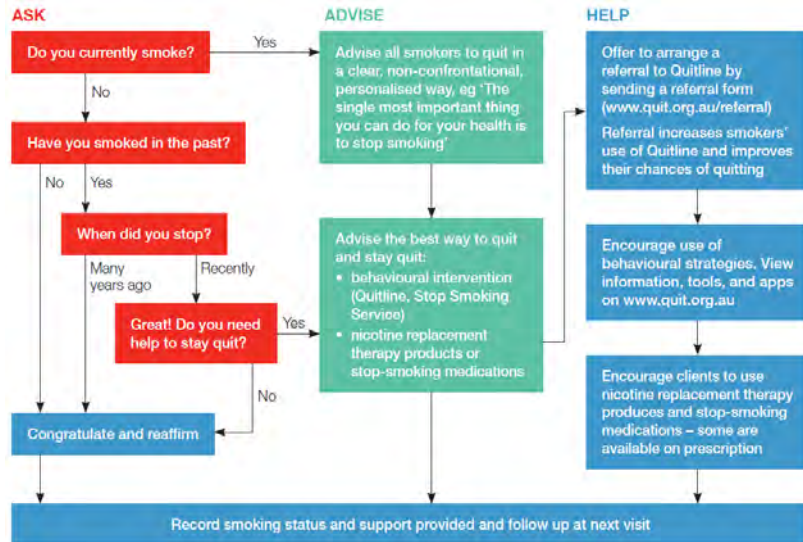 ASK
Do you currently smoke?
Yes
No
Have you smoked in the past?
No
Yes
When did you stop?
Many
years ago
Recently
Great! Do you need
help to stay quit?
Yes
No
Congratulate and reaffirm
ADVISE
Advise all smokers to quit in
a clear, non-confrontational,
personalised way, eg ‘The
single most important thing
you can do for your health is
to stop smoking’
Advise the best way to quit
and stay quit:
▪ behavioural intervention
(Quitline, Stop Smoking
Service)
▪ nicotine replacement
therapy products or
stop-smoking medications
HELP
Offer to arrange a
referral to Quitline by
sending a referral form
(www.quit.org.au/referral)
Referral increases smokers’
use of Quitline and improves
their chances of quitting
Encourage use of
behavioural strategies. View
information, tools, and apps
on www.quit.org.au
Encourage clients to use
nicotine replacement therapy
produces and stop-smoking
medications – some are
available on prescription
Record smoking status and support provided and follow up at next visit